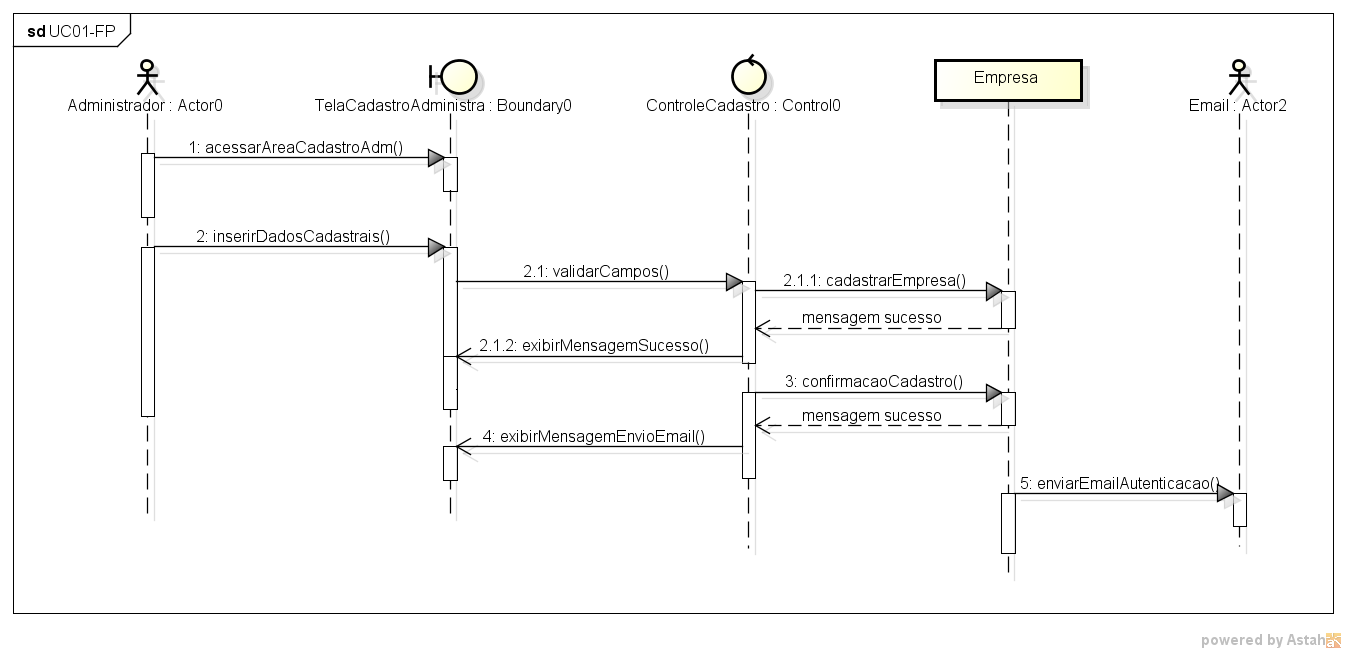 sd UC01-FP
Administrador : Actor0
TelaCadastroAdministra : Boundary0
ControleCadastro : Control0
Empresa
Email : Actor2
1: acessarAreaCadastroAdm()
2: inserirDadosCadastrais()
2.1: validarCampos()
2.1.1: cadastrarEmpresa()
mensagem sucesso
2.1.2: exibirMensagemSucesso()
3: confirmacaoCadastro()
mensagem sucesso
4: exibirMensagemEnvioEmail()
5: enviarEmailAutenticacao()
powered by Astah